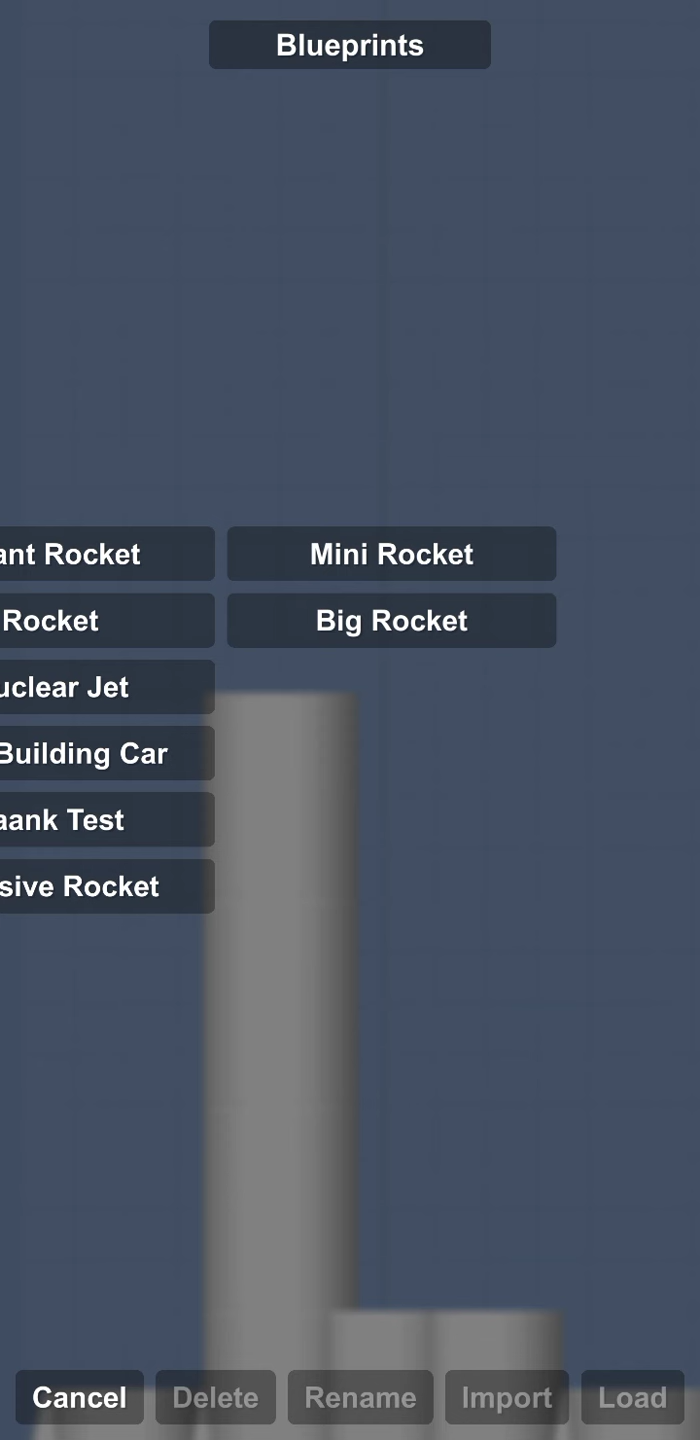 Blueprints
ant Rocket
Mini Rocket
Rocket
Big Rocket
uclear Jet
Building Car
aank Test
sive Rocket
Cancel
Delete
Rename
Import
Load